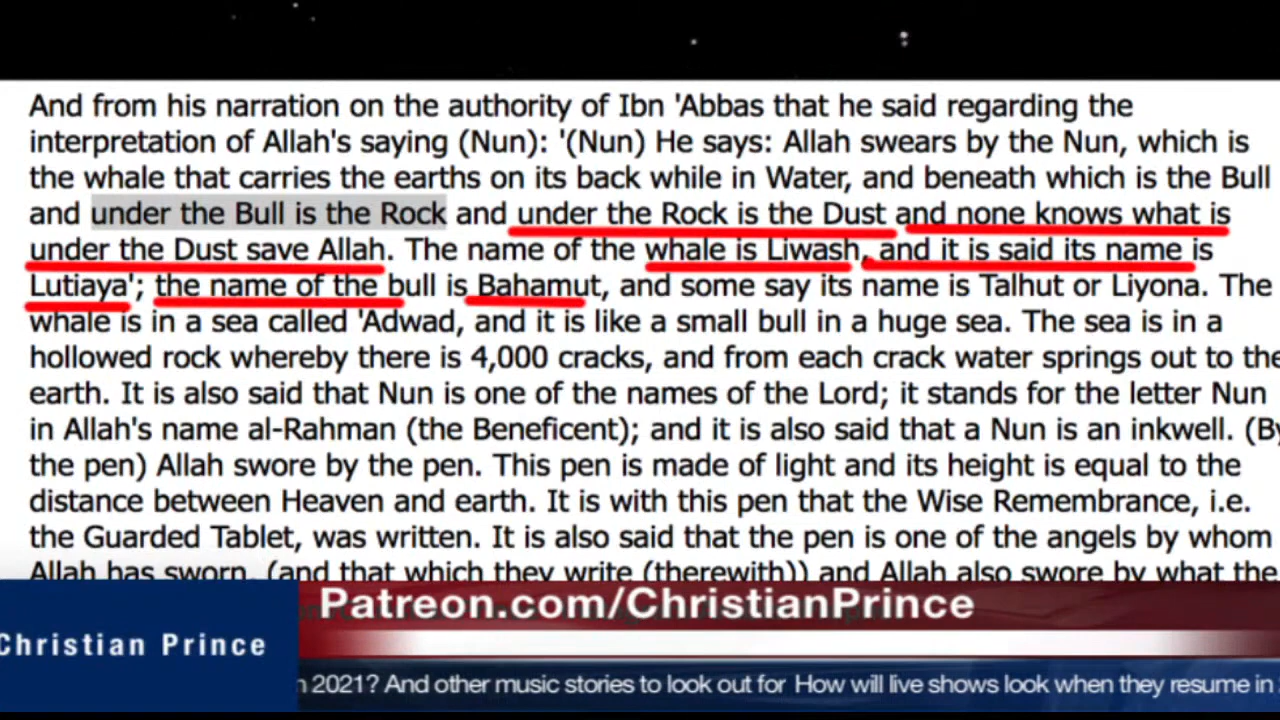 And from his narration on the authority of Ibn 'Abbas that he said regarding the
interpretation of Allah's saying (Nun): '(Nun) He says: Allah swears by the Nun, which is
the whale that carries the earths on its back while in Water, and beneath which is the Bull
and under the Bull is the Rock and under the Rock is the Dust and none knows what is
under the Dust save Allah. The name of the whale is Liwash, and it is said its name is
Lutiaya'; the name of the bull is Bahamut, and some say its name is Talhut or Liyona. The
whale is in a sea called 'Adwad, and it is like a small bull in a huge sea. The sea is in a
hollowed rock whereby there is 4,000 cracks, and from each crack water springs out to the
earth. It is also said that Nun is one of the names of the Lord; it stands for the letter Nun
in Allah's name al-Rahman (the Beneficent); and it is also said that a Nun is an inkwell. (By
the pen) Allah swore by the pen. This pen is made of light and its height is equal to the
distance between Heaven and earth. It is with this pen that the Wise Remembrance, i.e.
the Guarded Tablet, was written. It is also said that the pen is one of the angels by whom
Allah has sworn, (and that which they write (therewith)) and Allah also swore by what the
Patreon.com/ChristianPrince
Christian Prince
2021? And other music stories to look out for How will live shows look when they resume in